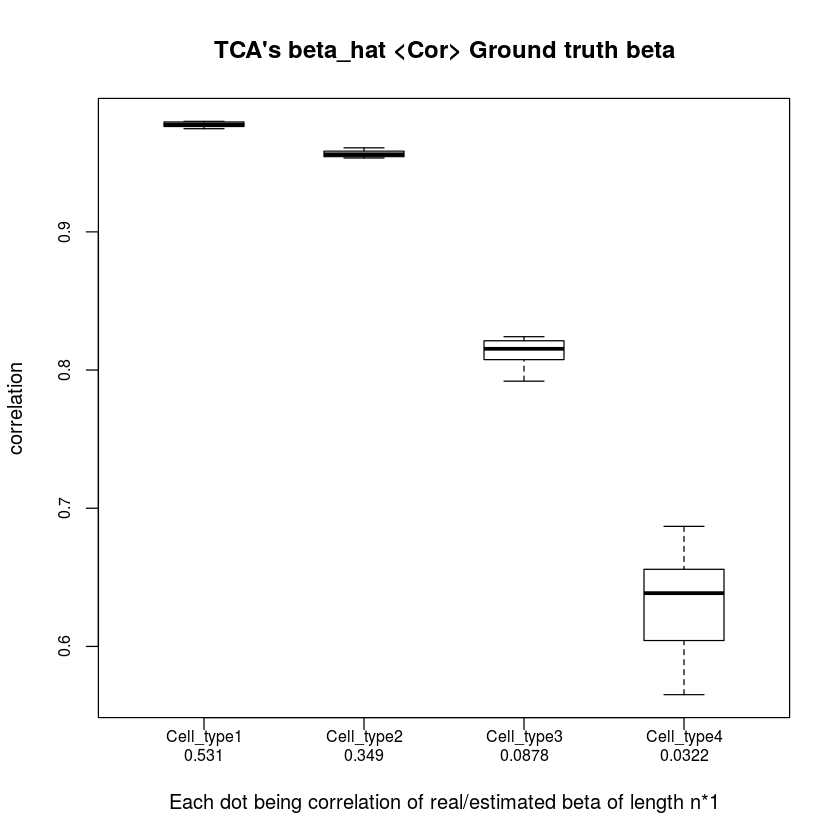 TCA's beta_hat <Cor> Ground truth beta
correlation
0.9
0.8
0.7
0.6
Cell_type1 Cell_type2 Cell_type3 Cell_type4
0.531 0.349 0.0878 0.0322
Each dot being correlation of real/estimated beta of length n*1